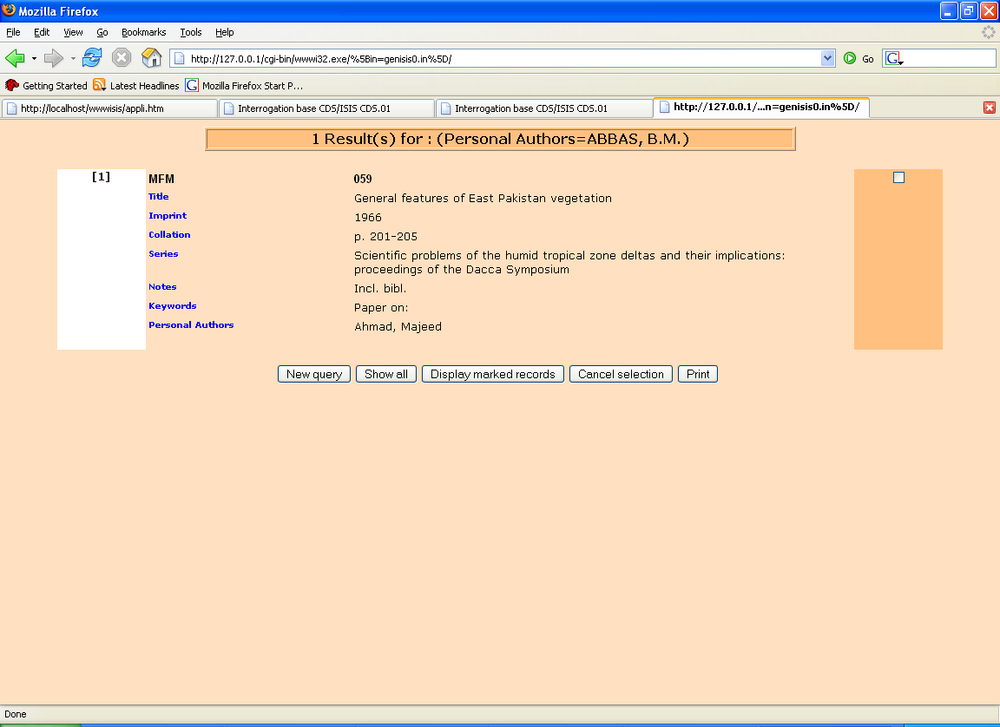 Mozilla Firefox
File Edit View Go Bookmarks Tools Help
http://127.0.0.1/cgi-bin/wwwi32.exe/%5Bin=genisis0.in%5D/ Go G
Getting Started Latest Headlines G Mozilla Firefox Start P...
http://localhost/wwwisis/appli.htm Interrogation base CDS/ISIS CDS.01 Interrogation base CDS/ISIS CDS.01 http://127.0.0.1/...n=genisis0.in%5D/
1 Result(s) for : (Personal Authors=ABBAS, B.M.)
[1] MFM 059
Title General features of East Pakistan vegetation
Imprint 1966
Collation p. 201-205
Series Scientific problems of the humid tropical zone deltas and their implications:
proceedings of the Dacca Symposium
Notes Incl. bibl.
Keywords Paper on:
Personal Authors Ahmad, Majeed
New query Show all Display marked records Cancel selection Print
Done